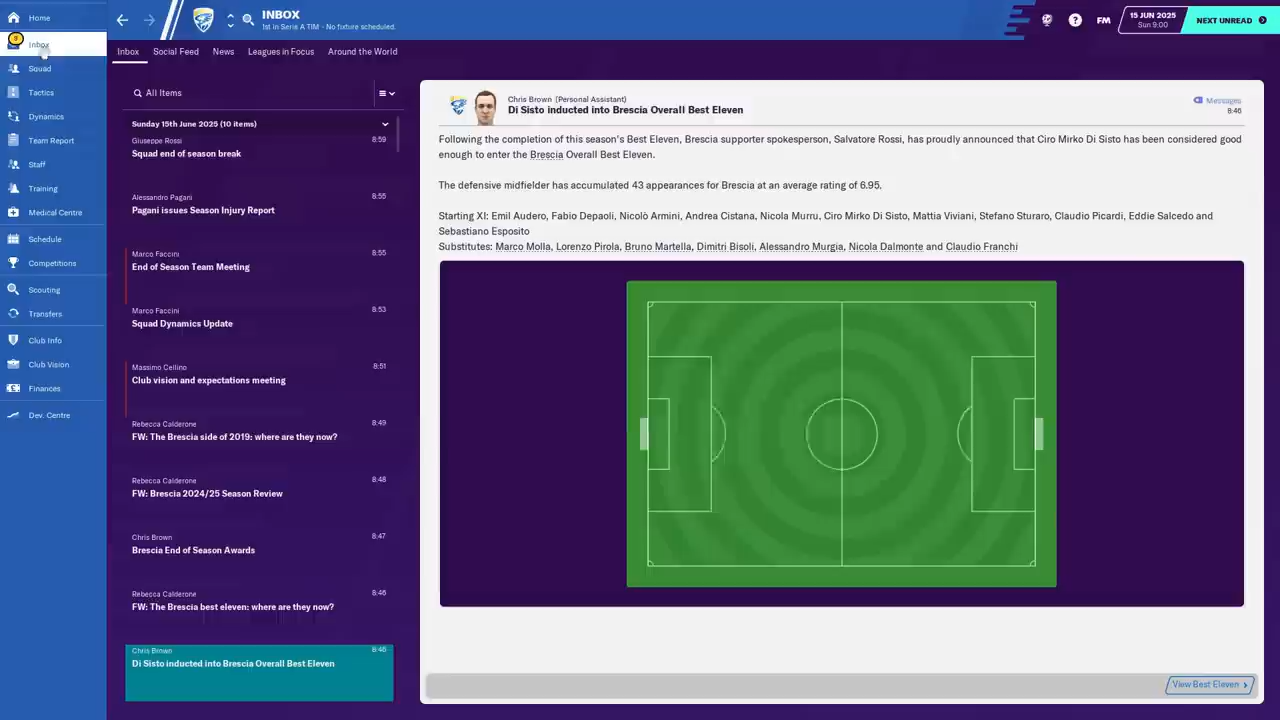 Home
Inbox
Squad
Tactics
Dynamics
Team Report
Staff
Training
Medical Centre
Schedule
Competitions
Scouting
Transfers
Club Info
Club Vision
Finances
Dev. Centre
INBOX
1st in Serie A TIM - No fixture scheduled.
FM
15 JUN 2025
Sun 9:00
NEXT UNREAD
Inbox
Social Feed
News
Leagues in Focus
Around the World
All Items
Sunday 15th June 2025 (10 items)
Giuseppe Rossi 8:59
Squad end of season break
Alessandro Pagani 8:55
Pagani issues Season Injury Report
Marco Faccini 8:55
End of Season Team Meeting
Marco Faccini 8:53
Squad Dynamics Update
Massimo Cellino 8:51
Club vision and expectations meeting
Rebecca Calderone 8:49
FW: The Brescia side of 2019: where are they now?
Rebecca Calderone 8:48
FW: Brescia 2024/25 Season Review
Chris Brown 8:47
Brescia End of Season Awards
Rebecca Calderone 8:46
FW: The Brescia best eleven: where are they now?
Chris Brown 8:46
Di Sisto inducted into Brescia Overall Best Eleven
Chris Brown (Personal Assistant)
Di Sisto inducted into Brescia Overall Best Eleven
Messages
8:46
Following the completion of this season's Best Eleven, Brescia supporter spokesperson, Salvatore Rossi, has proudly announced that Ciro Mirko Di Sisto has been considered good
enough to enter the Brescia Overall Best Eleven.
The defensive midfielder has accumulated 43 appearances for Brescia at an average rating of 6.95.
Starting XI: Emil Audero, Fabio Depaoli, Nicolò Armini, Andrea Cistana, Nicola Murru, Ciro Mirko Di Sisto, Mattia Viviani, Stefano Sturaro, Claudio Picardi, Eddie Salcedo and
Sebastiano Esposito
Substitutes: Marco Molla, Lorenzo Pirola, Bruno Martella, Dimitri Bisoli, Alessandro Murgia, Nicola Dalmonte and Claudio Franchi
View Best Eleven